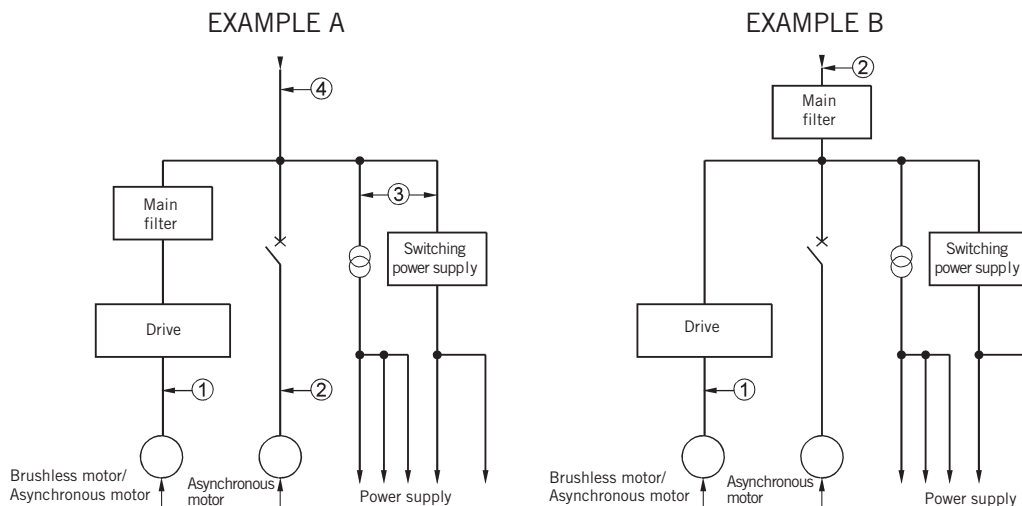 EXAMPLE A
4
Main
filter
3
Switching
power supply
Drive
1
2
Brushless motor/
Asynchronous motor
Asynchronous
motor
Power supply
EXAMPLE B
2
Main
filter
Switching
power supply
Drive
1
Brushless motor/
Asynchronous motor
Asynchronous
motor
Power supply